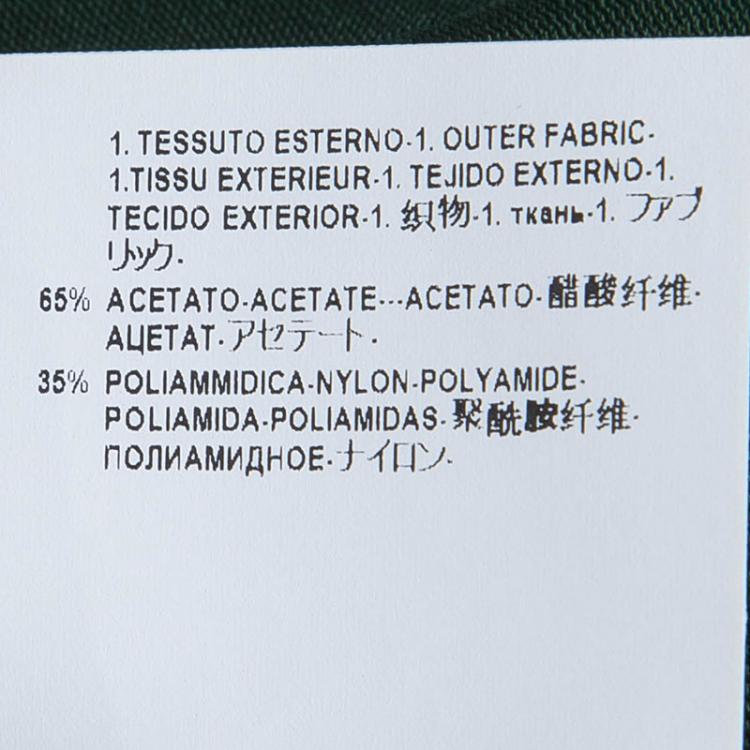 1. TESSUTO ESTERNO-1. OUTER FABRIC-
1.TISSU EXTERIEUR-1. TEJIDO EXTERNO-1.
TECIDO EXTERIOR-1. 织物-1. ткань-1. ファブ
リック.
65% ACETATO-ACETATE---ACETATO-醋酸纤维-
АЦЕТАТ-アセテート.
35% POLIAMMIDICA-NYLON-POLYAMIDE-
POLIAMIDA-POLIAMIDAS-聚酰胺纤维-
ПОЛИАМИДНОЕ-ナイロン.